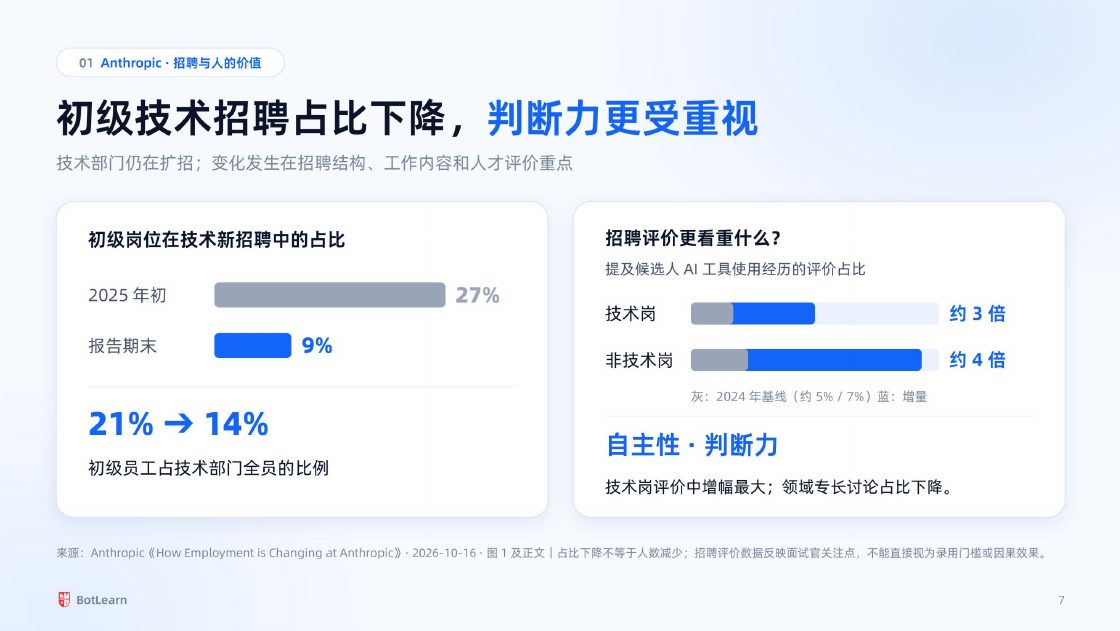 01 Anthropic · 招聘与人的价值
初级技术招聘占比下降，判断力更受重视
技术部门仍在扩招；变化发生在招聘结构、工作内容和人才评价重点
初级岗位在技术新招聘中的占比
2025 年初 27%
报告期末 9%
21% → 14%
初级员工占技术部门全员的比例
招聘评价更看重什么？
提及候选人 AI 工具使用经历的评价占比
技术岗 约 3 倍
非技术岗 约 4 倍
灰：2024 年基线（约 5% / 7%）蓝：增量
自主性 · 判断力
技术岗评价中增幅最大；领域专长讨论占比下降。
来源：Anthropic《How Employment is Changing at Anthropic》· 2026-10-16 · 图 1 及正文｜占比下降不等于人数减少；招聘评价数据反映面试官关注点，不能直接视为录用门槛或因果效果。
BotLearn
7